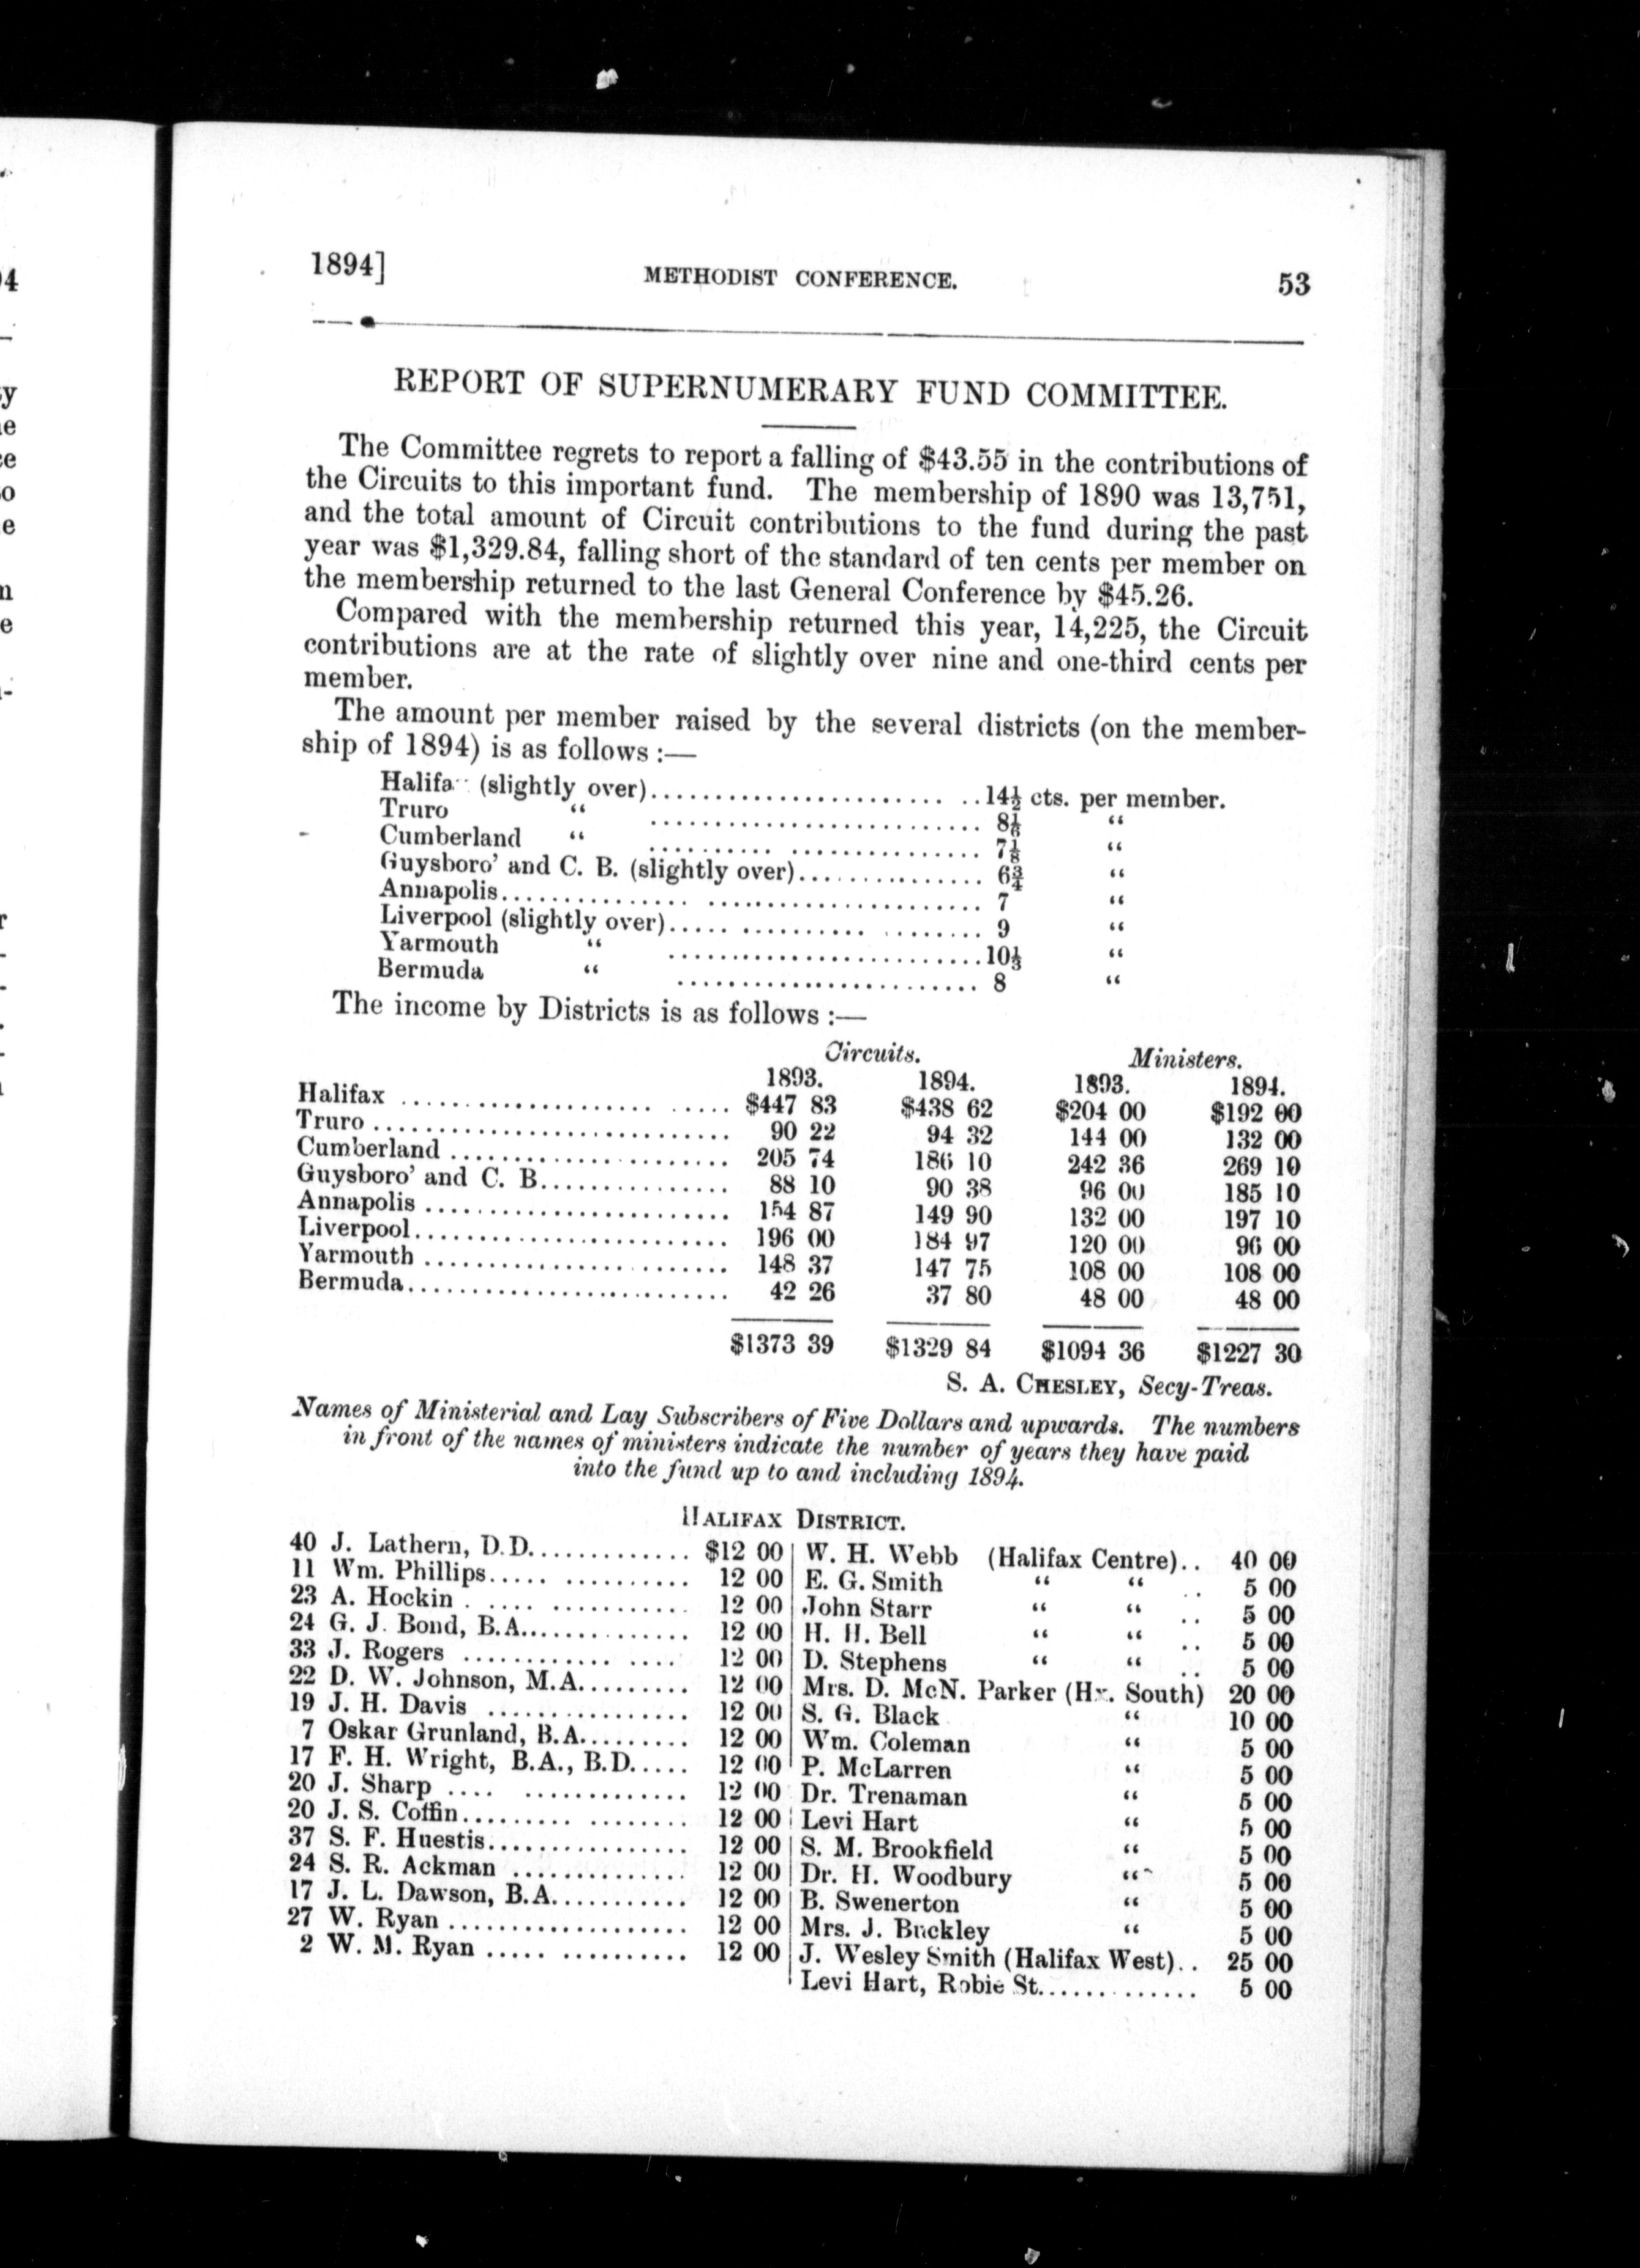 1894]
METHODIST CONFERENCE.
53
REPORT OF SUPERNUMERARY FUND COMMITTEE.
The Committee regrets to report a falling of $43.55 in the contributions of
the Circuits to this important fund. The membership of 1890 was 13,751,
and the total amount of Circuit contributions to the fund during the past
year was $1,329.84, falling short of the standard of ten cents per member on
the membership returned to the last General Conference by $45.26.
Compared with the membership returned this year, 14,225, the Circuit
contributions are at the rate of slightly over nine and one-third cents per
member.
The amount per member raised by the several districts (on the member-
ship of 1894) is as follows :—
Halifa (slightly over)........................ ..14½ cts. per member.
Truro “ ............................... “
Cumberland “ .......... .................. 7⅛ “
Guysboro' and C. B. (slightly over)................ 6¾ “
Annapolis................ .......................... 7 “
Liverpool (slightly over)..... ........... ........ 9 “
Yarmouth “ ..........................10⅓ “
Bermuda “ ........................ 8 “
The income by Districts is as follows :—
Circuits. Ministers.
1893. 1894. 1893. 1894.
Halifax ..................... ...... $447 83 $438 62 $204 00 $192 00
Truro .............................. 90 22 94 32 144 00 132 00
Cumberland ........................ 205 74 186 10 242 36 269 10
Guysboro' and C. B................ 88 10 90 38 96 00 185 10
Annapolis .......................... 154 87 149 90 132 00 197 10
Liverpool........................... 196 00 184 97 120 00 96 00
Yarmouth .......................... 148 37 147 75 108 00 108 00
Bermuda............................ 42 26 37 80 48 00 48 00
$1373 39 $1329 84 $1094 36 $1227 30
S. A. CHESLEY, Secy-Treas.
Names of Ministerial and Lay Subscribers of Five Dollars and upwards. The numbers
in front of the names of ministers indicate the number of years they have paid
into the fund up to and including 1894.
HALIFAX DISTRICT.
40 J. Lathern, D.D.............. $12 00
11 Wm. Phillips..... .......... 12 00
23 A. Hockin . .... ............ 12 00
24 G. J. Bond, B.A.............. 12 00
33 J. Rogers ............ .... 12 00
22 D. W. Johnson, M.A......... 12 00
19 J. H. Davis ................. 12 00
7 Oskar Grunland, B.A......... 12 00
17 F. H. Wright, B.A., B.D..... 12 00
20 J. Sharp .... ............. 12 00
20 J. S. Coffin......... ........ 12 00
37 S. F. Huestis................ 12 00
24 S. R. Ackman .............. 12 00
17 J. L. Dawson, B.A........... 12 00
27 W. Ryan .................... 12 00
2 W. M. Ryan ..... .......... 12 00
W. H. Webb (Halifax Centre).. 40 00
E. G. Smith “ “ .. 5 00
John Starr “ “ .. 5 00
H. H. Bell “ “ .. 5 00
D. Stephens “ “ .. 5 00
Mrs. D. McN. Parker (Hx. South) 20 00
S. G. Black “ 10 00
Wm. Coleman “ 5 00
P. McLarren “ 5 00
Dr. Trenaman “ 5 00
Levi Hart “ 5 00
S. M. Brookfield “ 5 00
Dr. H. Woodbury “ 5 00
B. Swenerton “ 5 00
Mrs. J. Buckley “ 5 00
J. Wesley Smith (Halifax West).. 25 00
Levi Hart, Robie St............. 5 00